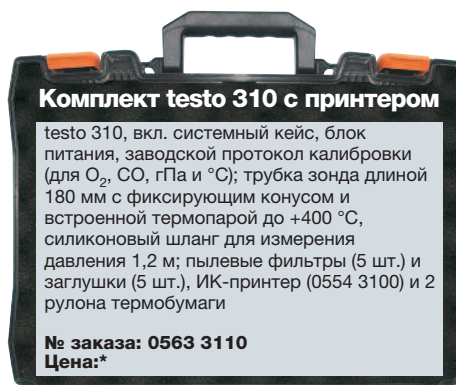 Комплект testo 310 с принтером
testo 310, вкл. системный кейс, блок
питания, заводской протокол калибровки
(для O₂, CO, гПа и °C); трубка зонда длиной
180 мм с фиксирующим конусом и
встроенной термопарой до +400 °C,
силиконовый шланг для измерения
давления 1,2 м; пылевые фильтры (5 шт.) и
заглушки (5 шт.), ИК-принтер (0554 3100) и 2
рулона термобумаги
№ заказа: 0563 3110
Цена:*